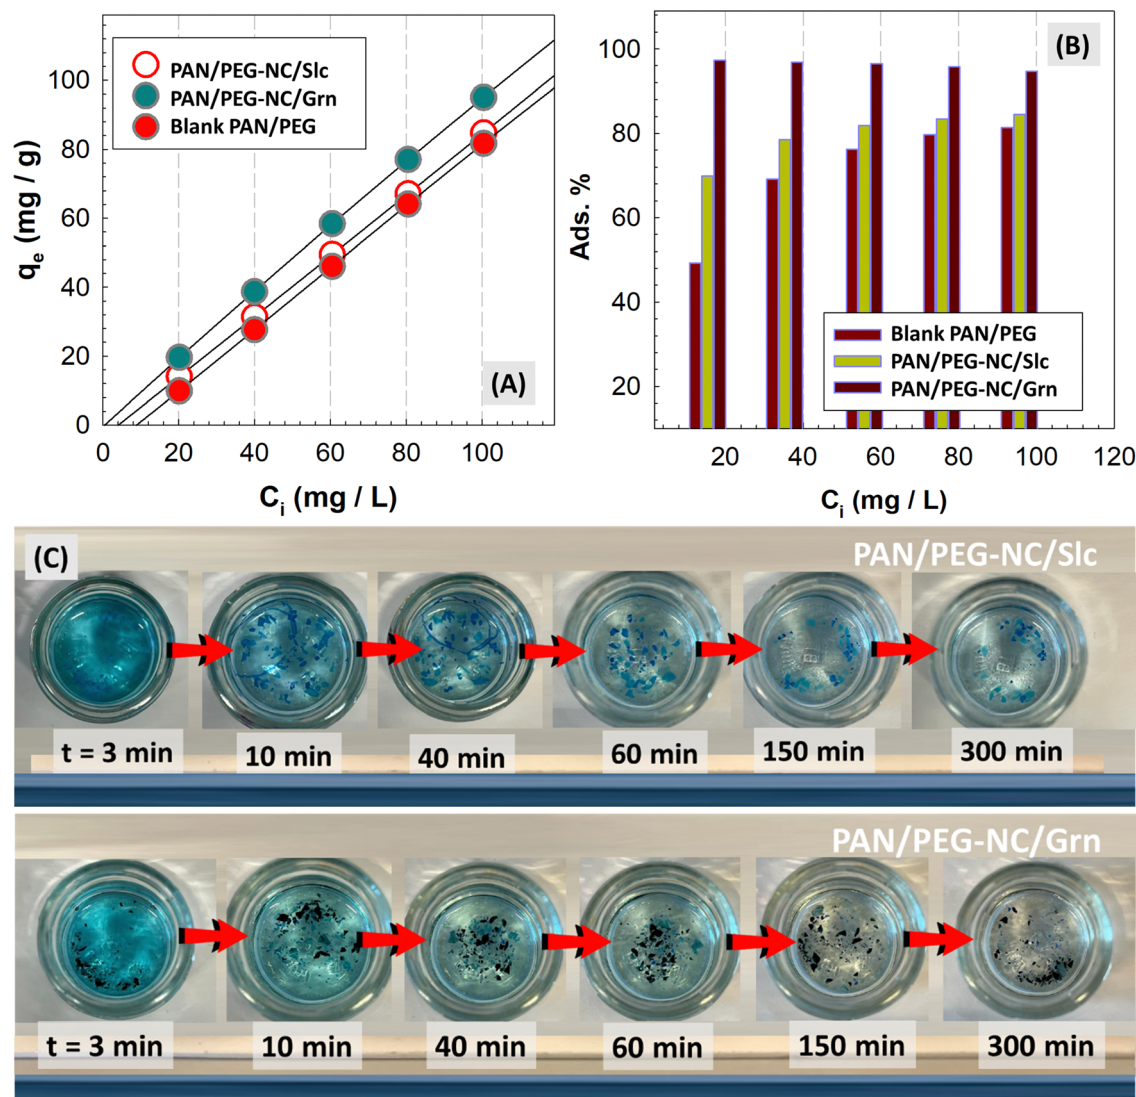 PAN/PEG-NC/Slc
PAN/PEG-NC/Grn
Blank PAN/PEG
100
80
60
40
20
0
qe (mg / g)
(A)
0 20 40 60 80 100
Ci (mg / L)
(B)
100
80
60
40
20
Ads. %
Blank PAN/PEG
PAN/PEG-NC/Slc
PAN/PEG-NC/Grn
20 40 60 80 100 120
Ci (mg / L)
(C)
PAN/PEG-NC/Slc
t = 3 min 10 min 40 min 60 min 150 min 300 min
PAN/PEG-NC/Grn
t = 3 min 10 min 40 min 60 min 150 min 300 min